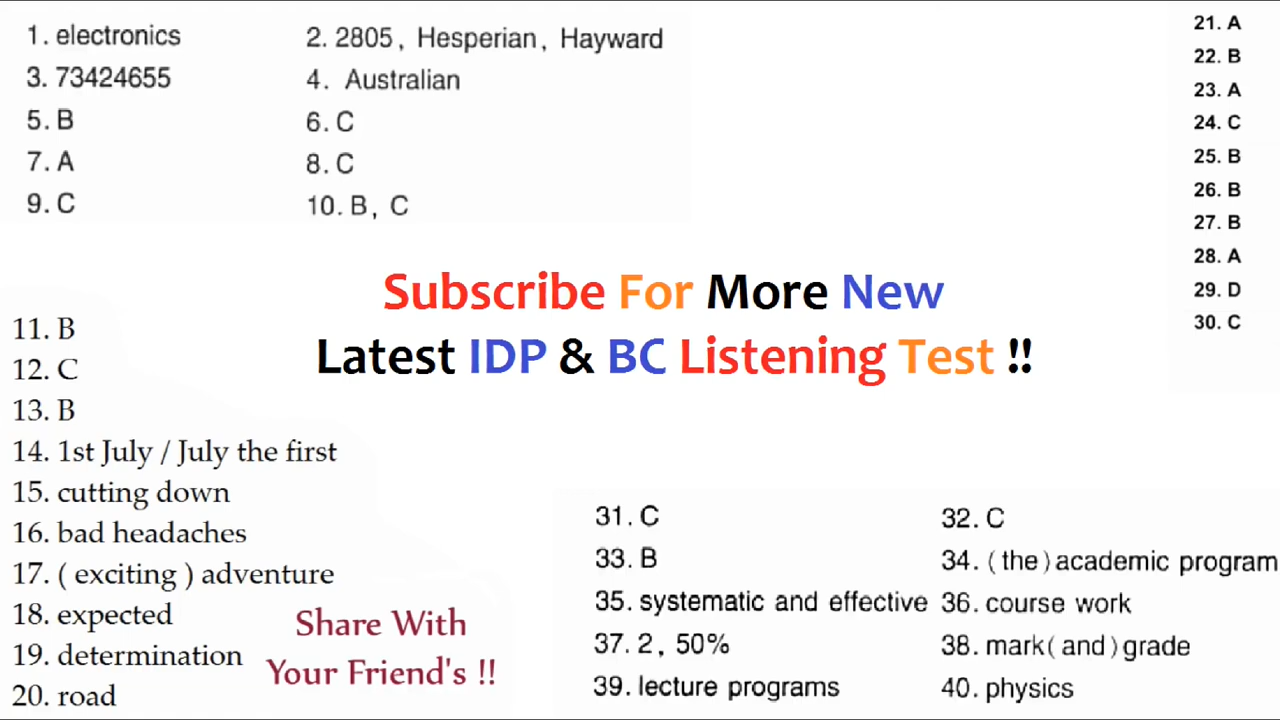 1. electronics
2. 2805, Hesperian, Hayward
3. 73424655
4. Australian
5. B
6. C
7. A
8. C
9. C
10. B, C
11. B
12. C
13. B
14. 1st July / July the first
15. cutting down
16. bad headaches
17. ( exciting ) adventure
18. expected
19. determination
20. road
21. A
22. B
23. A
24. C
25. B
26. B
27. B
28. A
29. D
30. C
Subscribe For More New
Latest IDP & BC Listening Test !!
Share With
Your Friend's !!
31. C
32. C
33. B
34. (the) academic program
35. systematic and effective
36. course work
37. 2, 50%
38. mark(and)grade
39. lecture programs
40. physics